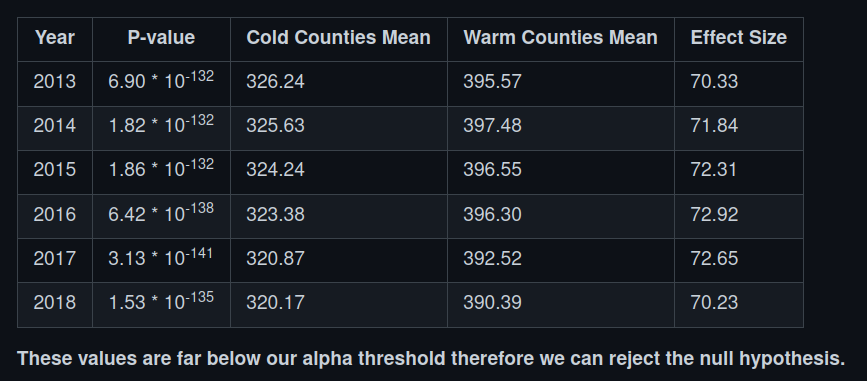 Year P-value Cold Counties Mean Warm Counties Mean Effect Size
2013 6.90 * 10^-132 326.24 395.57 70.33
2014 1.82 * 10^-132 325.63 397.48 71.84
2015 1.86 * 10^-132 324.24 396.55 72.31
2016 6.42 * 10^-138 323.38 396.30 72.92
2017 3.13 * 10^-141 320.87 392.52 72.65
2018 1.53 * 10^-135 320.17 390.39 70.23
These values are far below our alpha threshold therefore we can reject the null hypothesis.